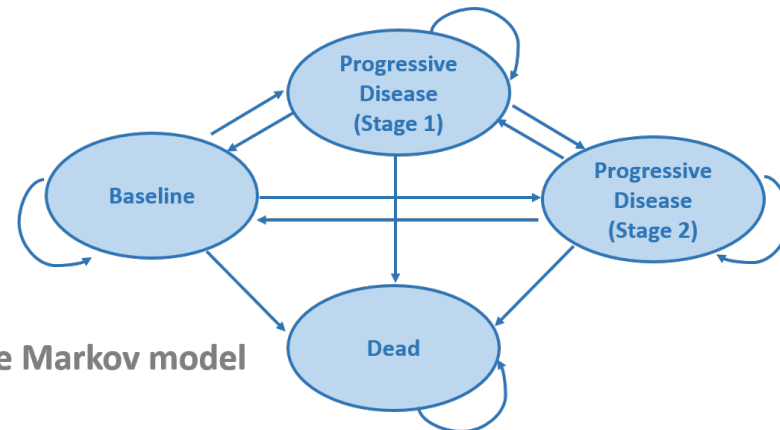 Progressive
Disease
(Stage 1)
Baseline
Progressive
Disease
(Stage 2)
Dead
e Markov model